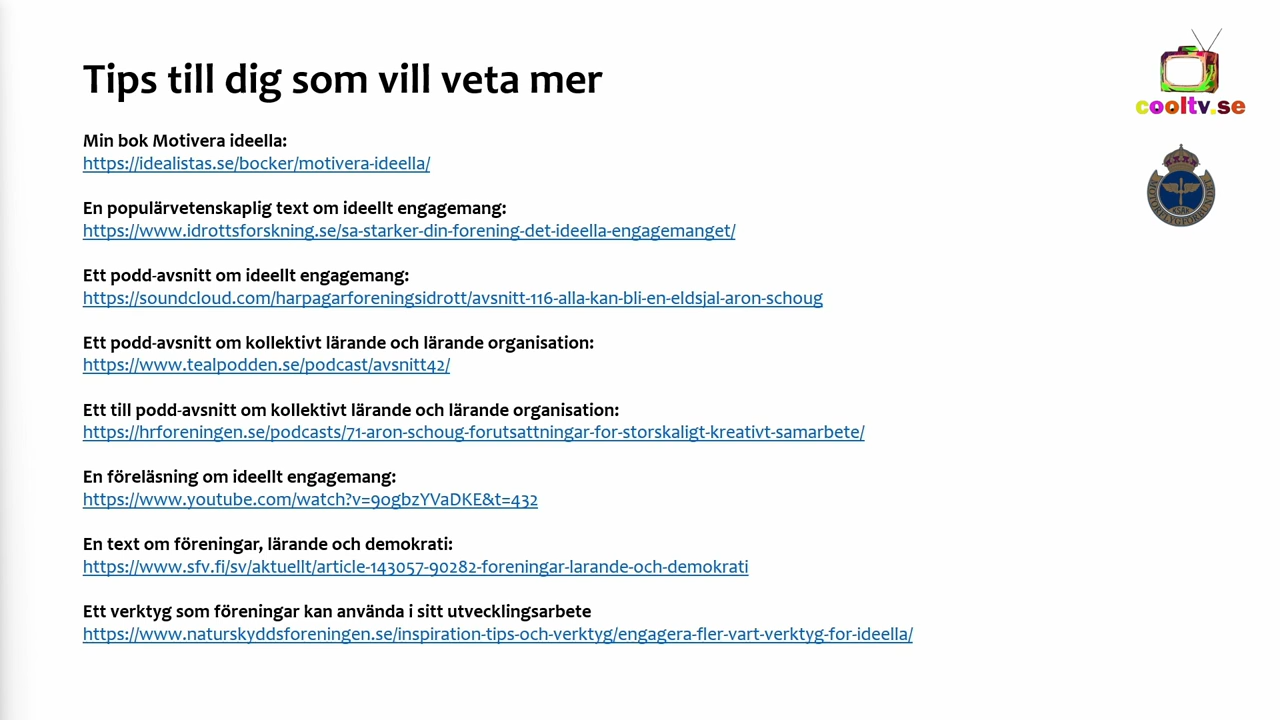 Tips till dig som vill veta mer
cooltv.se
Min bok Motivera ideella:
https://idealistas.se/bocker/motivera-ideella/
En populärvetenskaplig text om ideellt engagemang:
https://www.idrottsforskning.se/sa-starker-din-forening-det-ideella-engagemanget/
Ett podd-avsnitt om ideellt engagemang:
https://soundcloud.com/harpagarforeningsidrott/avsnitt-116-alla-kan-bli-en-eldsjal-aron-schoug
Ett podd-avsnitt om kollektivt lärande och lärande organisation:
https://www.tealpodden.se/podcast/avsnitt42/
Ett till podd-avsnitt om kollektivt lärande och lärande organisation:
https://hrforeningen.se/podcasts/71-aron-schoug-forutsattningar-for-storskaligt-kreativt-samarbete/
En föreläsning om ideellt engagemang:
https://www.youtube.com/watch?v=9ogbzYVaDKE&t=432
En text om föreningar, lärande och demokrati:
https://www.sfv.fi/sv/aktuellt/article-143057-90282-foreningar-larande-och-demokrati
Ett verktyg som föreningar kan använda i sitt utvecklingsarbete
https://www.naturskyddsforeningen.se/inspiration-tips-och-verktyg/engagera-fler-vart-verktyg-for-ideella/